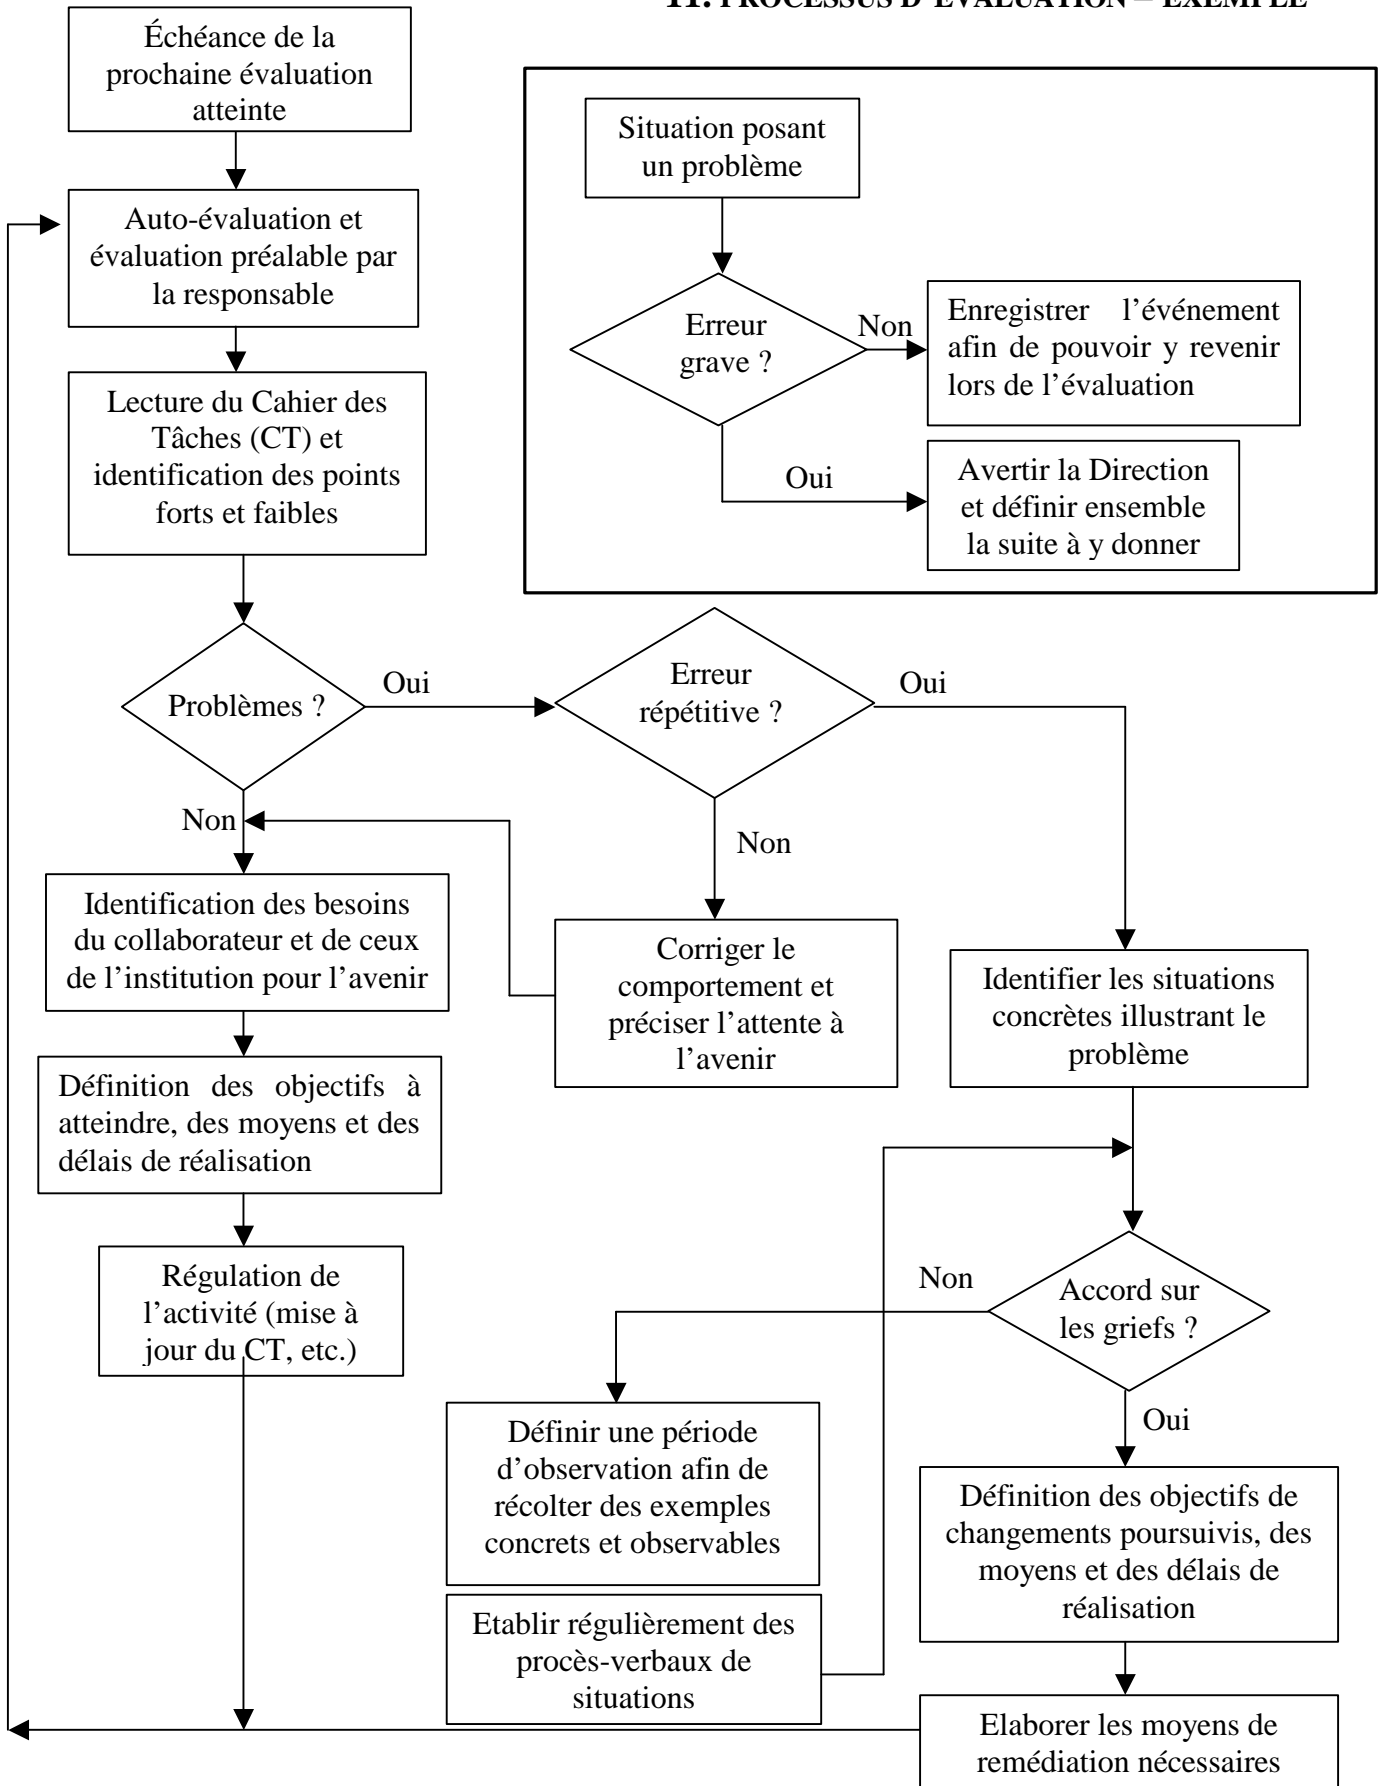 11. PROCESSUS D'ÉVALUATION – EXEMPLE
Échéance de la
prochaine évaluation
atteinte
Auto-évaluation et
évaluation préalable par
la responsable
Lecture du Cahier des
Tâches (CT) et
identification des points
forts et faibles
Situation posant
un problème
Erreur
grave ?
Non
Enregistrer l’événement
afin de pouvoir y revenir
lors de l’évaluation
Oui
Avertir la Direction
et définir ensemble
la suite à y donner
Problèmes ?
Oui
Erreur
répétitive ?
Oui
Non
Non
Identification des besoins
du collaborateur et de ceux
de l’institution pour l’avenir
Corriger le
comportement et
préciser l’attente à
l’avenir
Identifier les situations
concrètes illustrant le
problème
Définition des objectifs à
atteindre, des moyens et des
délais de réalisation
Régulation de
l’activité (mise à
jour du CT, etc.)
Non
Accord sur
les griefs ?
Oui
Définir une période
d’observation afin de
récolter des exemples
concrets et observables
Définition des objectifs de
changements poursuivis, des
moyens et des délais de
réalisation
Etablir régulièrement des
procès-verbaux de
situations
Elaborer les moyens de
remédiation nécessaires